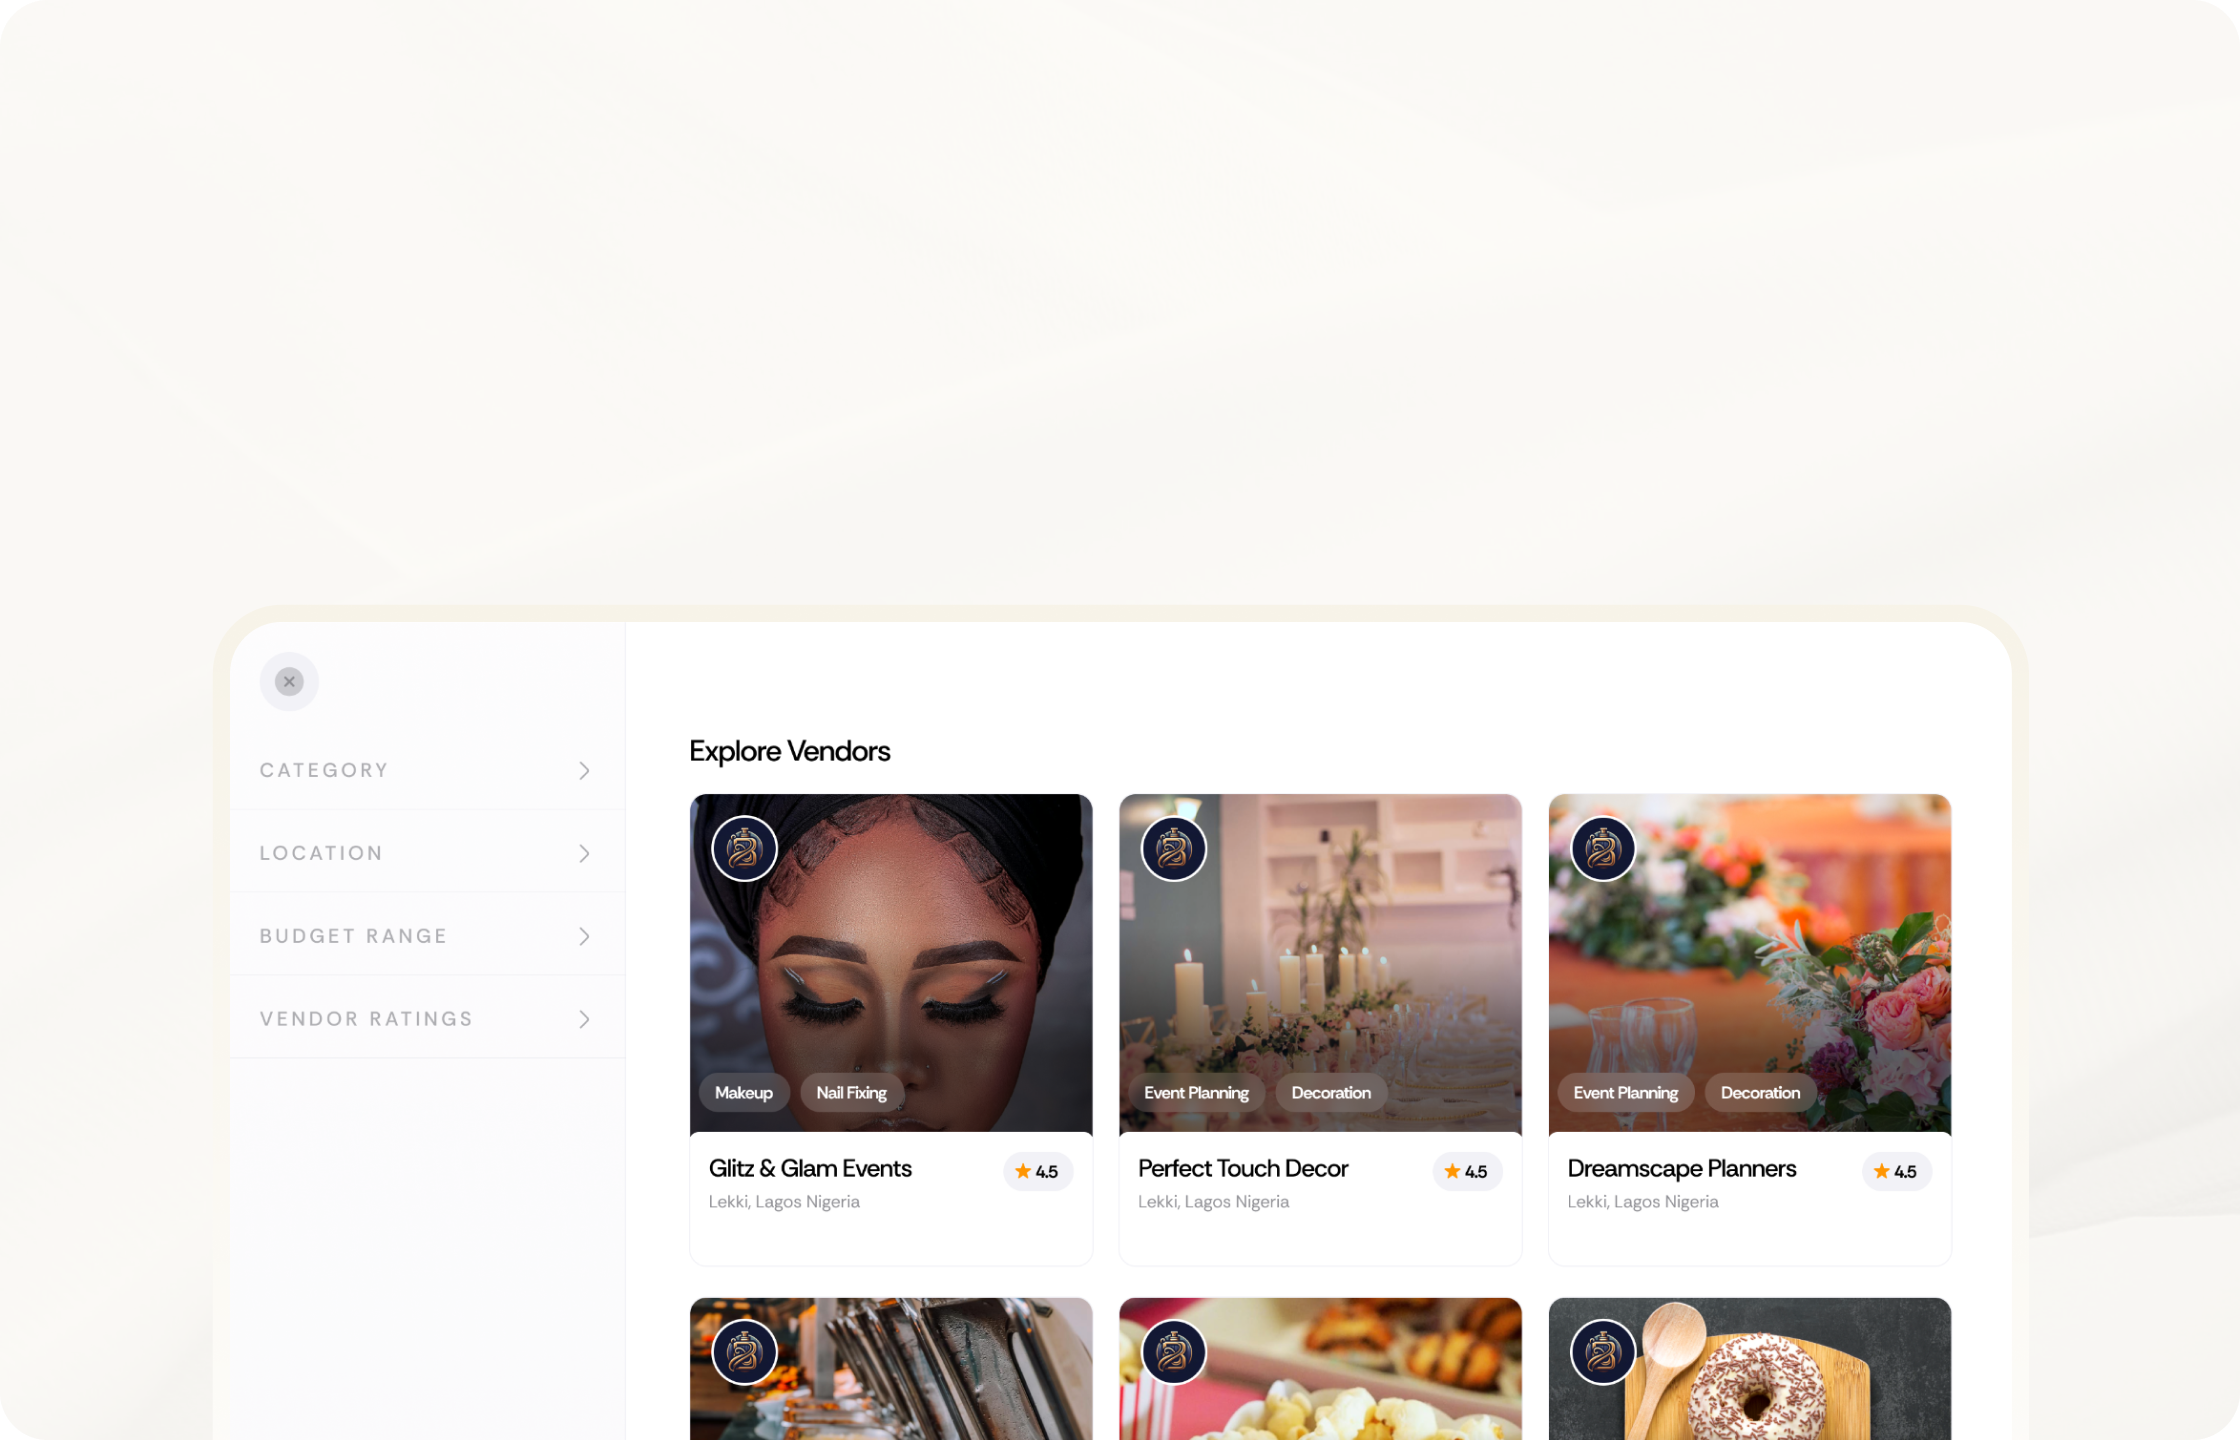 CATEGORY
LOCATION
BUDGET RANGE
VENDOR RATINGS
Explore Vendors
Makeup
Nail Fixing
Glitz & Glam Events
4.5
Lekki, Lagos Nigeria
Event Planning
Decoration
Perfect Touch Decor
4.5
Lekki, Lagos Nigeria
Event Planning
Decoration
Dreamscape Planners
4.5
Lekki, Lagos Nigeria